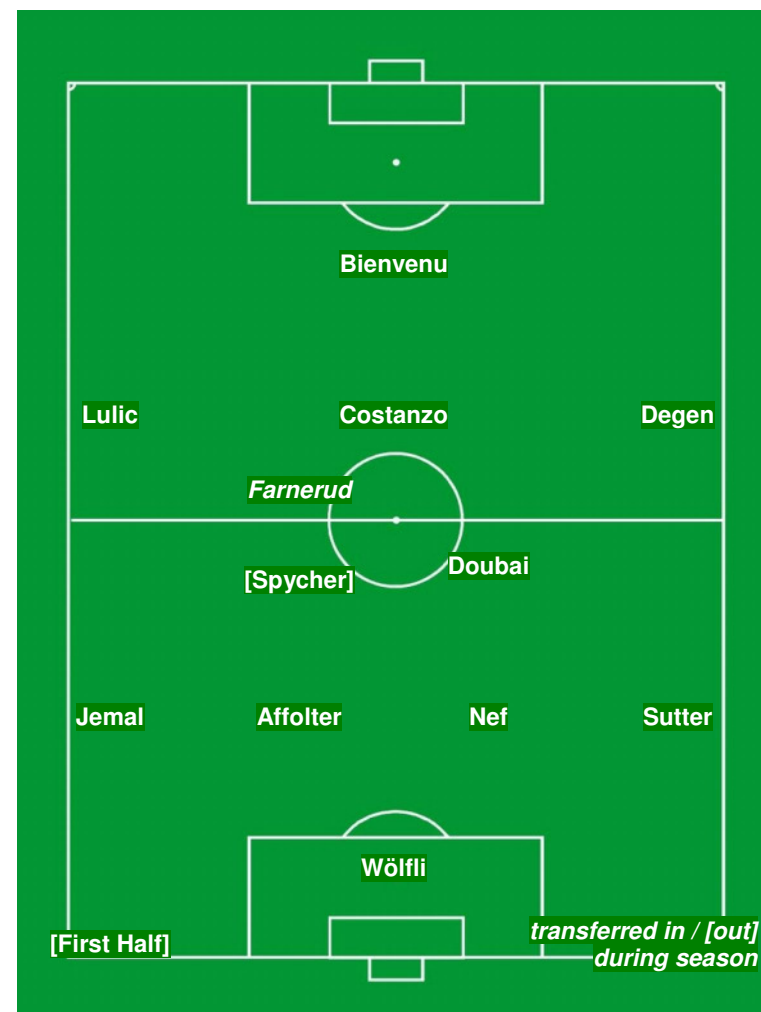 Bienvenu
Lulic Costanzo Degen
Farnerud
[Spycher] Doubai
Jemal Affolter Nef Sutter
Wölfli
[First Half]
transferred in / [out]
during season